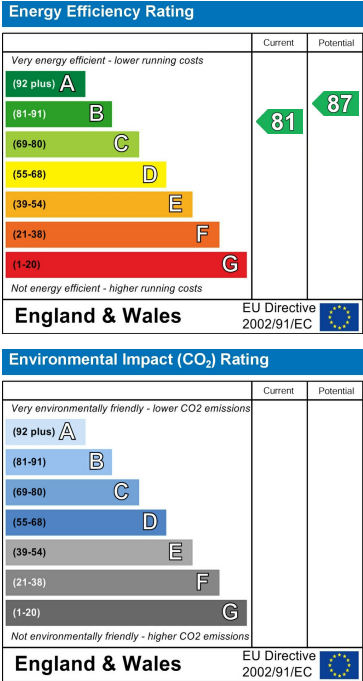 Energy Efficiency Rating
Current Potential
Very energy efficient - lower running costs
(92 plus) A
(81-91) B
(69-80) C
(55-68) D
(39-54) E
(21-38) F
(1-20) G
81
87
Not energy efficient - higher running costs
England & Wales
EU Directive
2002/91/EC
Environmental Impact (CO₂) Rating
Current Potential
Very environmentally friendly - lower CO2 emissions
(92 plus) A
(81-91) B
(69-80) C
(55-68) D
(39-54) E
(21-38) F
(1-20) G
Not environmentally friendly - higher CO2 emissions
England & Wales
EU Directive
2002/91/EC